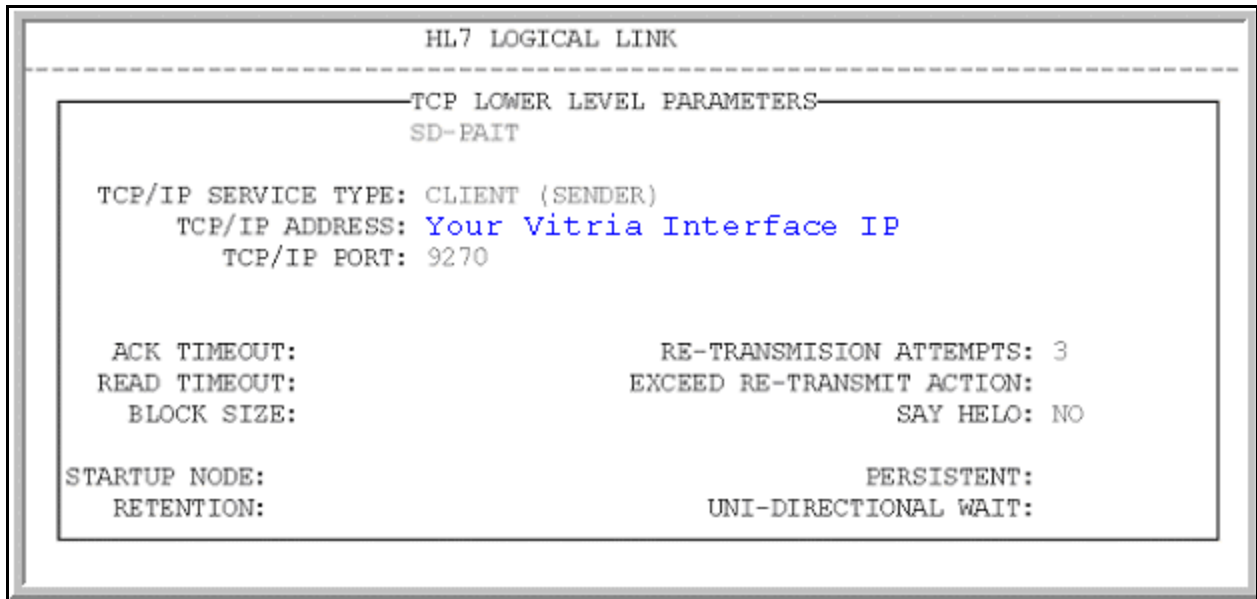 HL7 LOGICAL LINK
TCP LOWER LEVEL PARAMETERS
SD-PAIT
TCP/IP SERVICE TYPE: CLIENT (SENDER)
TCP/IP ADDRESS: Your Vitria Interface IP
TCP/IP PORT: 9270
ACK TIMEOUT: RE-TRANSMISION ATTEMPTS: 3
READ TIMEOUT: EXCEED RE-TRANSMIT ACTION:
BLOCK SIZE: SAY HELO: NO
STARTUP NODE: PERSISTENT:
RETENTION: UNI-DIRECTIONAL WAIT: